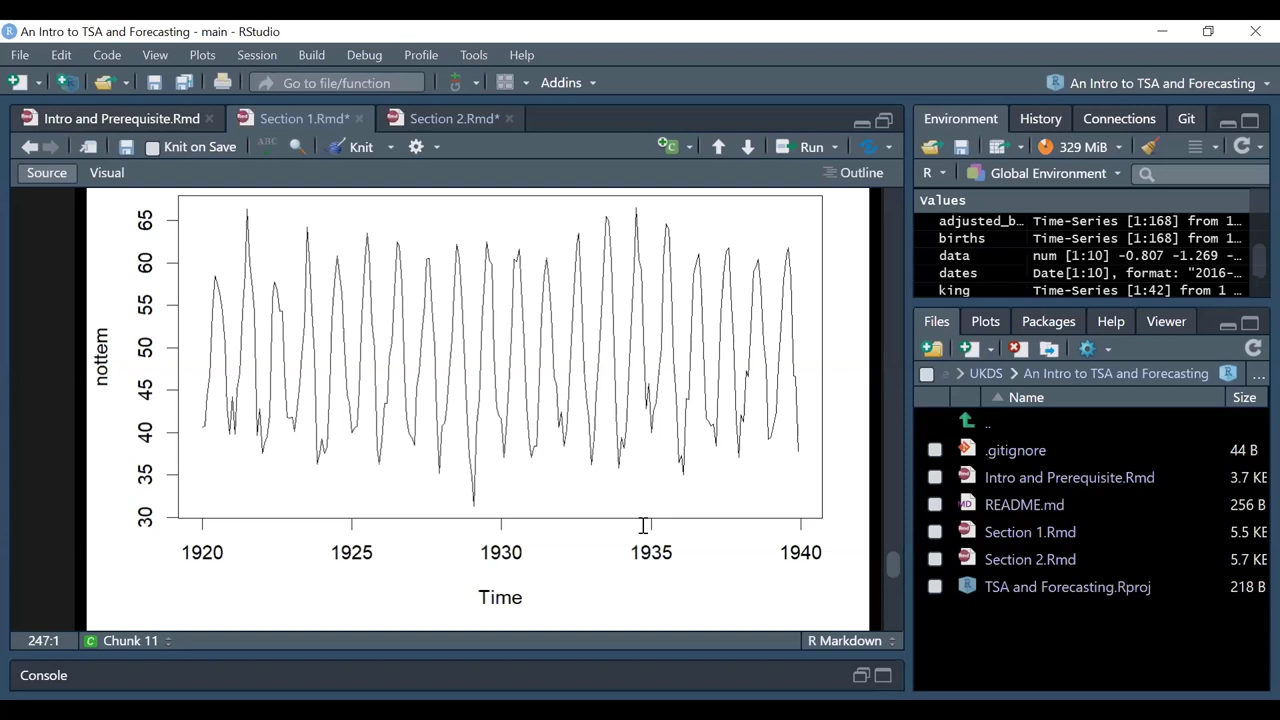 An Intro to TSA and Forecasting - main - RStudio
File Edit Code View Plots Session Build Debug Profile Tools Help
Go to file/function Addins An Intro to TSA and Forecasting
Intro and Prerequisite.Rmd Section 1.Rmd* Section 2.Rmd*
Knit on Save ABC Knit Run
Source Visual Outline
65
60
55
50
45
40
35
30
nottem
1920 1925 1930 1935 1940
Time
247:1 C Chunk 11 R Markdown
Console
Environment History Connections Git
329 MiB
R Global Environment
Values
adjusted_b… Time-Series [1:168] from 1…
births Time-Series [1:168] from 1…
data num [1:10] -0.807 -1.269 -…
dates Date[1:10], format: "2016-…
king Time-Series [1:42] from 1 …
Files Plots Packages Help Viewer
UKDS An Intro to TSA and Forecasting ...
Name Size
..
.gitignore 44 B
Intro and Prerequisite.Rmd 3.7 KB
README.md 256 B
Section 1.Rmd 5.5 KB
Section 2.Rmd 5.7 KB
TSA and Forecasting.Rproj 218 B